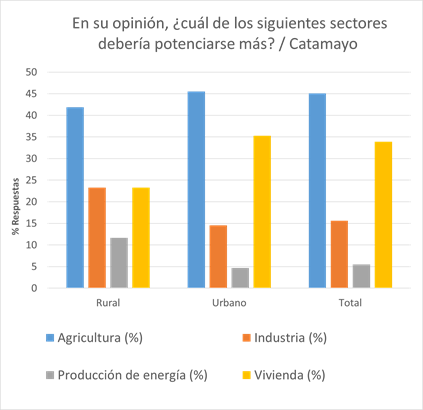 En su opinión, ¿cuál de los siguientes sectores
debería potenciarse más? / Catamayo
% Respuestas
50
45
40
35
30
25
20
15
10
5
0
Rural Urbano Total
Agricultura (%) Industria (%)
Producción de energía (%) Vivienda (%)